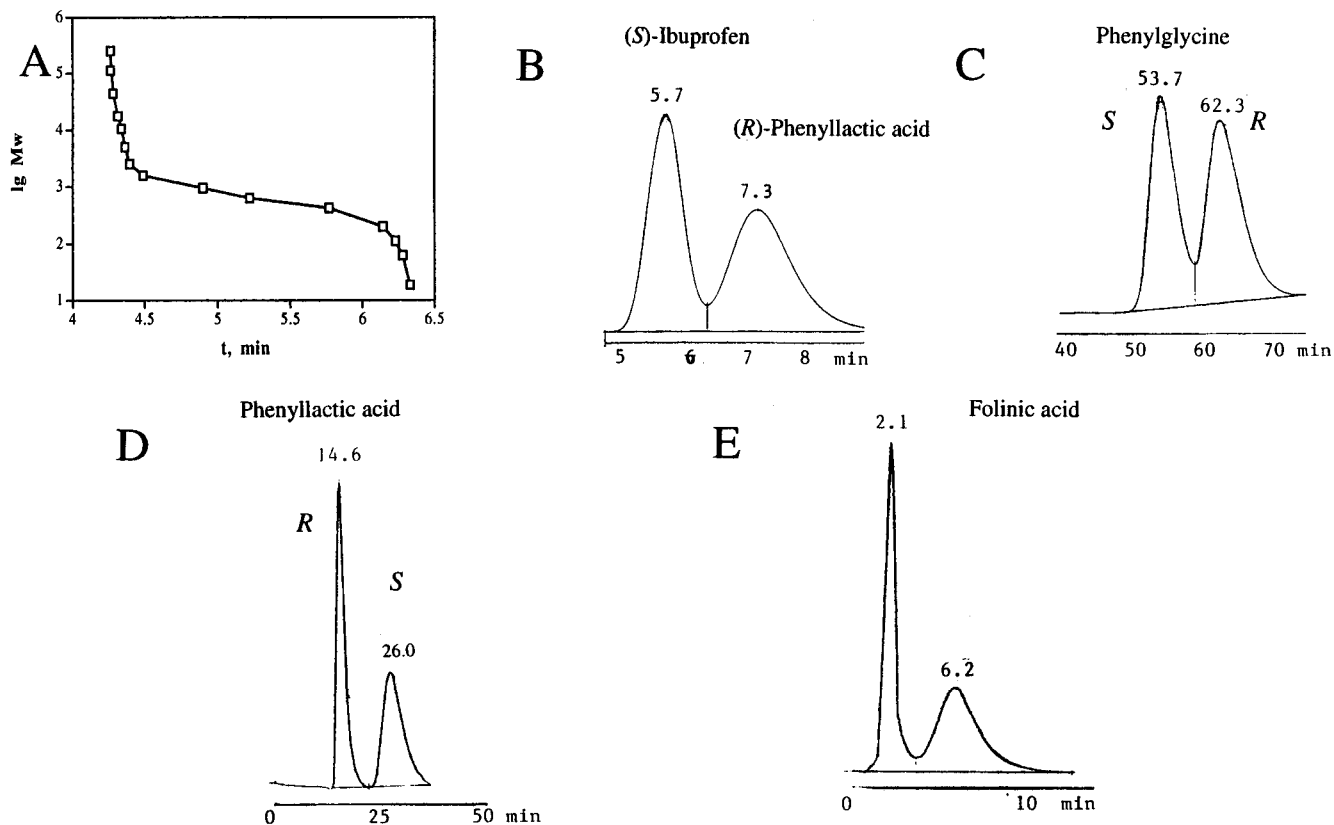 A
6
5
4
3
2
1
lg Mw
4 4.5 5 5.5 6 6.5
t, min
B
(S)-Ibuprofen
5.7
(R)-Phenyllactic acid
7.3
5 6 7 8 min
C
Phenylglycine
53.7
S
62.3
R
40 50 60 70 min
D
Phenyllactic acid
14.6
R
S
26.0
0 25 50 min
E
Folinic acid
2.1
6.2
0 10 min